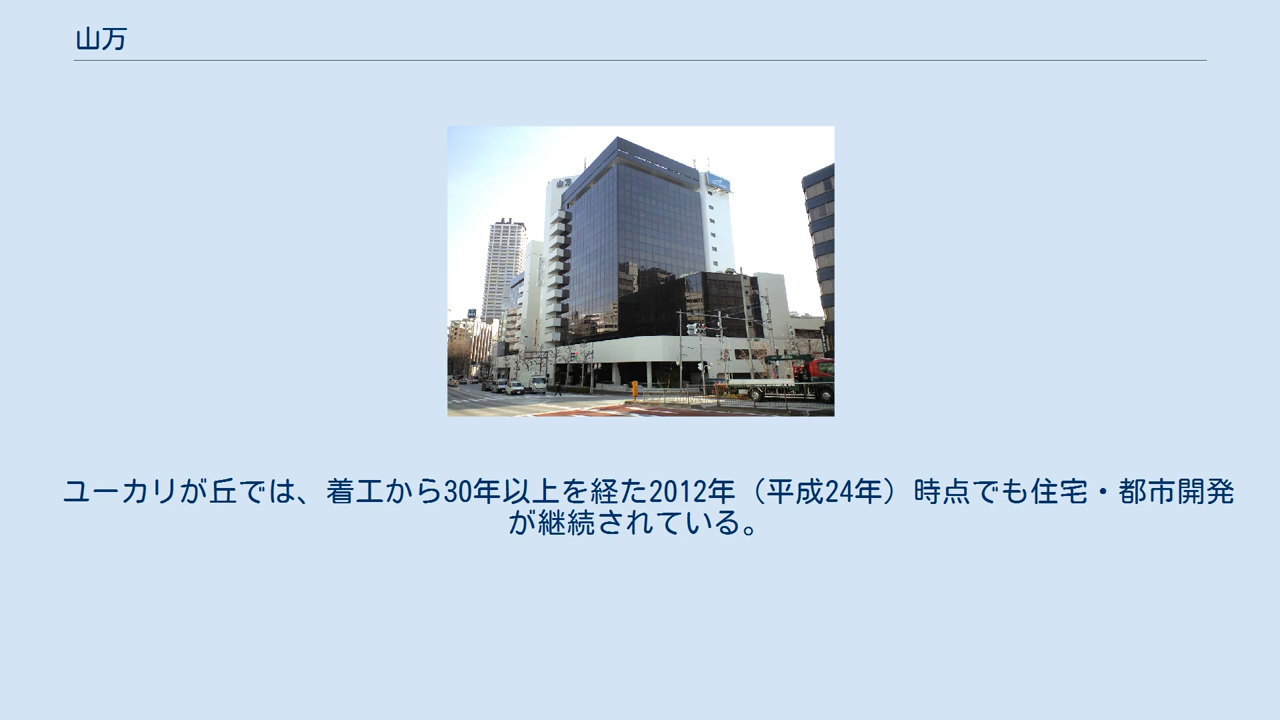 山万
山万
ユーカリが丘では、着工から30年以上を経た2012年（平成24年）時点でも住宅・都市開発
が継続されている。